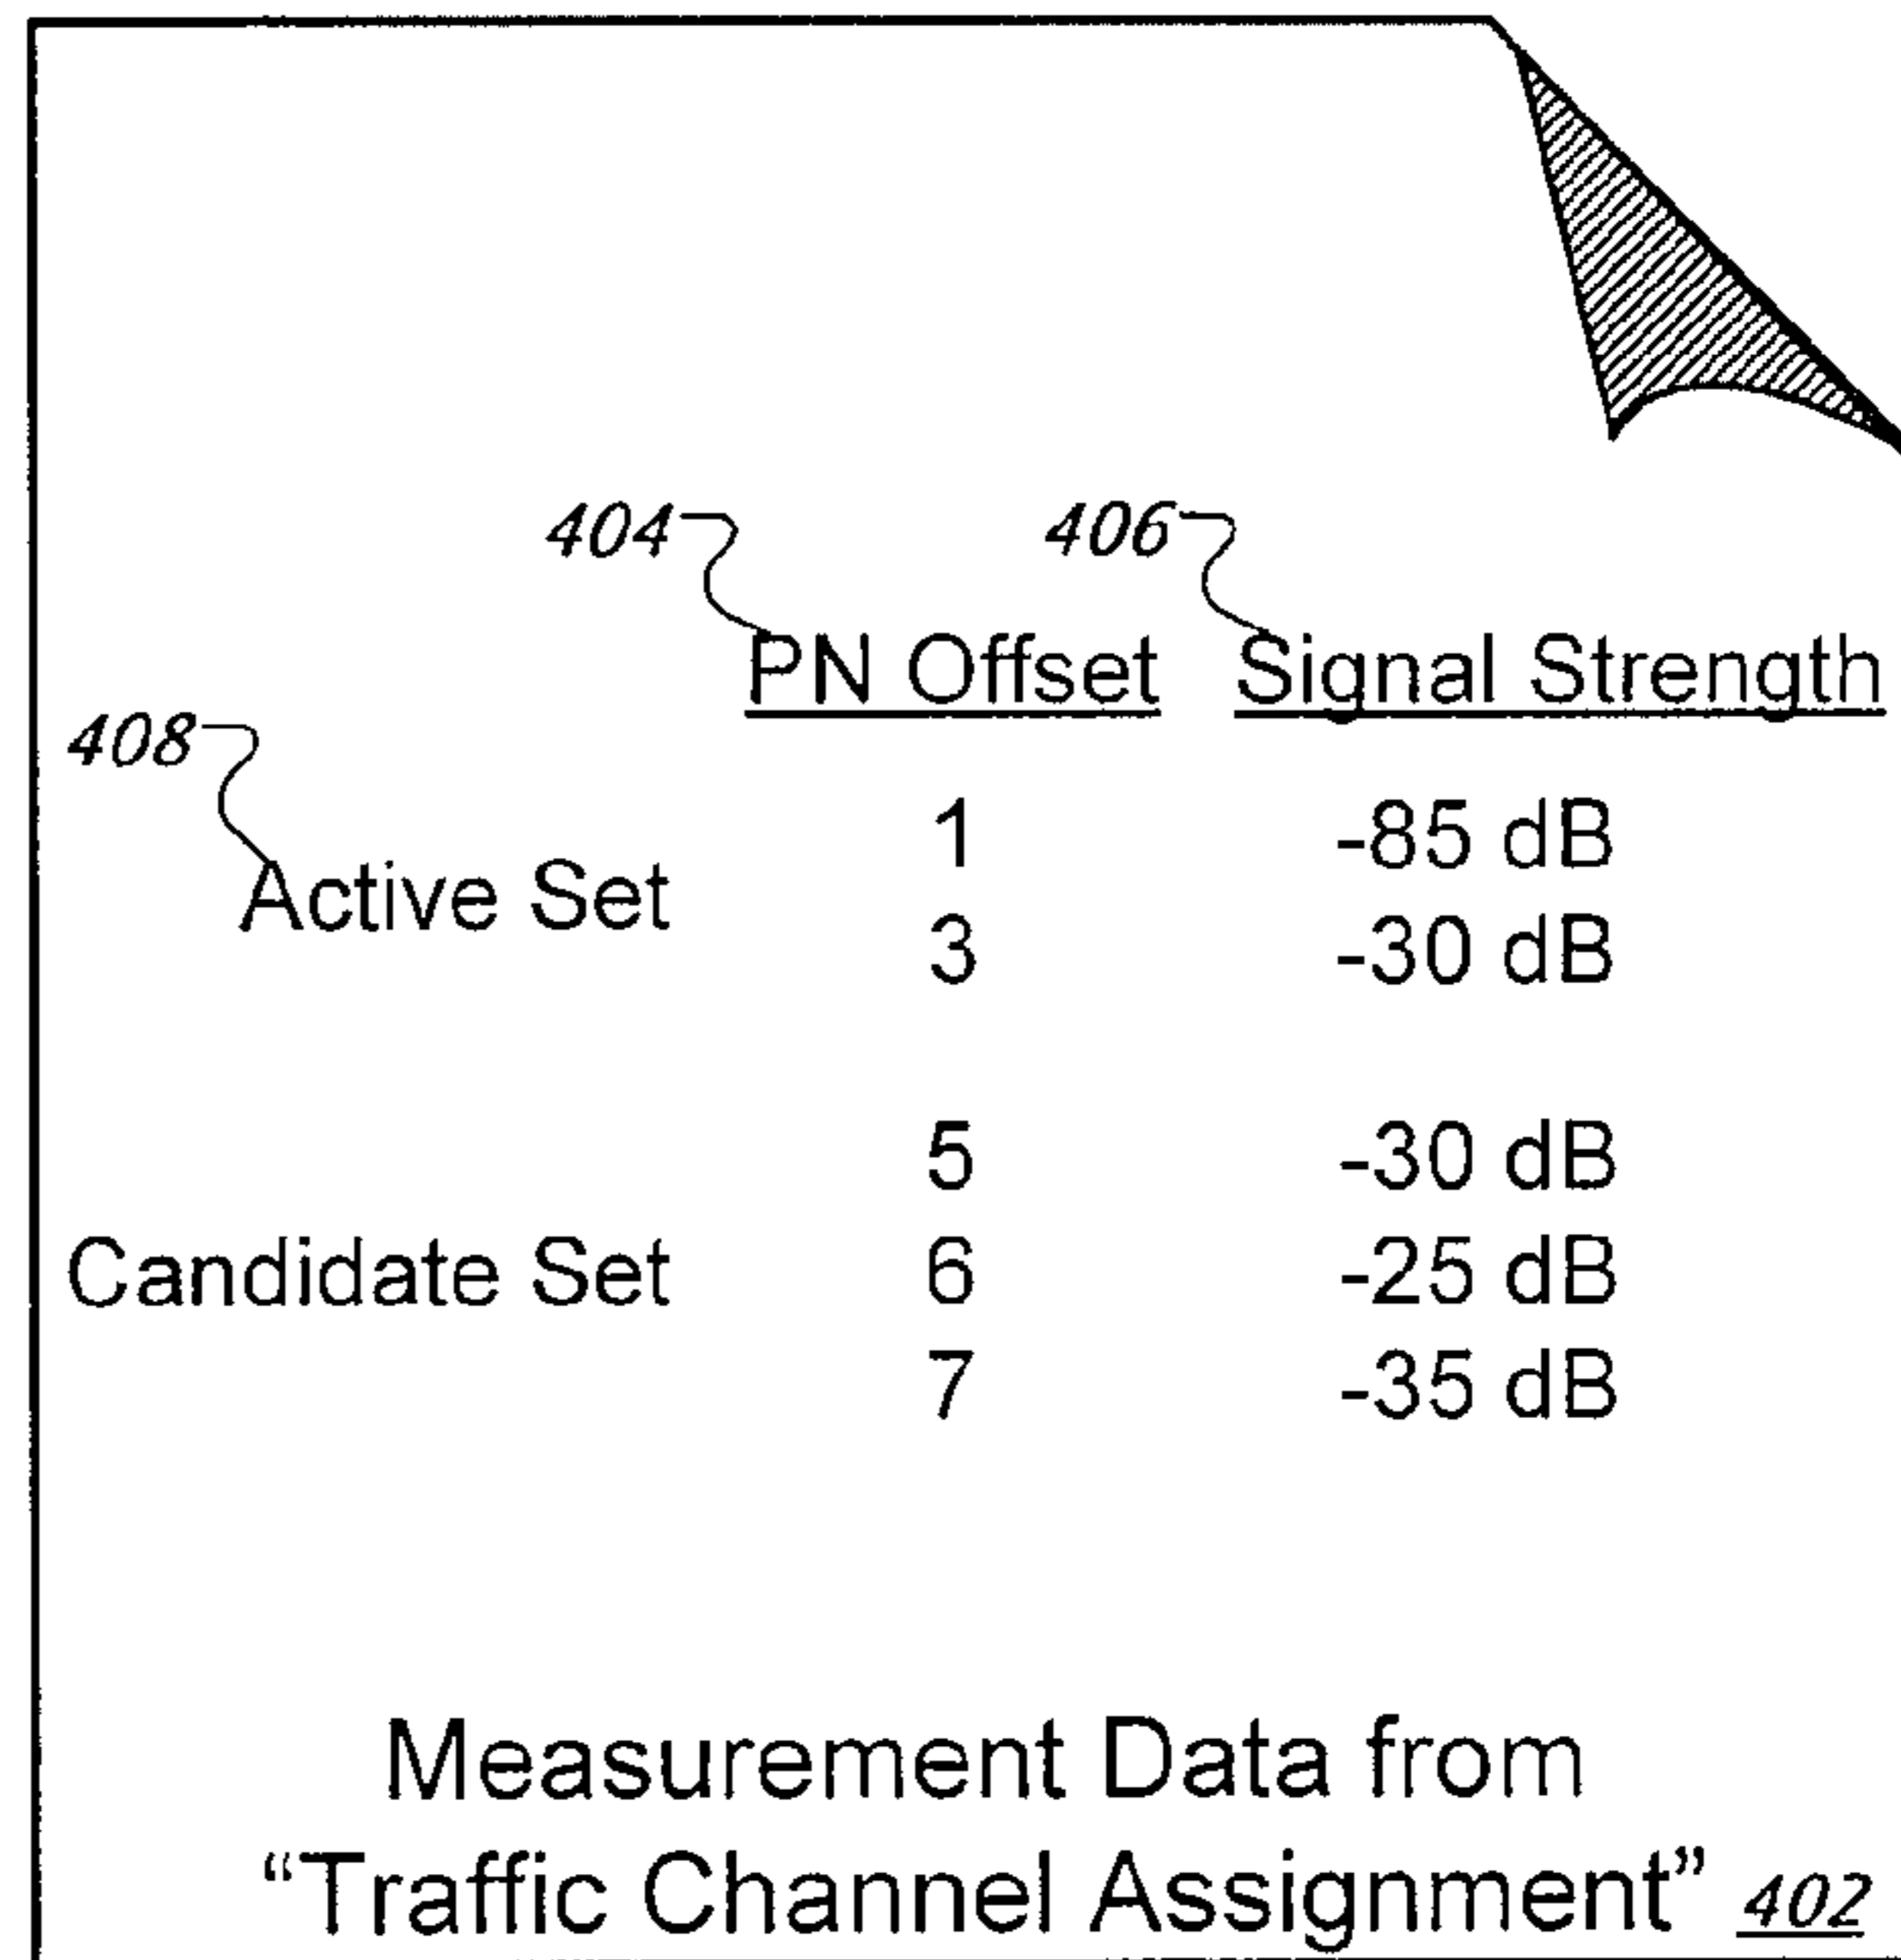 404 406
PN Offset Signal Strength
408
1 -85 dB
Active Set
3 -30 dB
5 -30 dB
Candidate Set 6 -25 dB
7 -35 dB
Measurement Data from
“Traffic Channel Assignment” 402